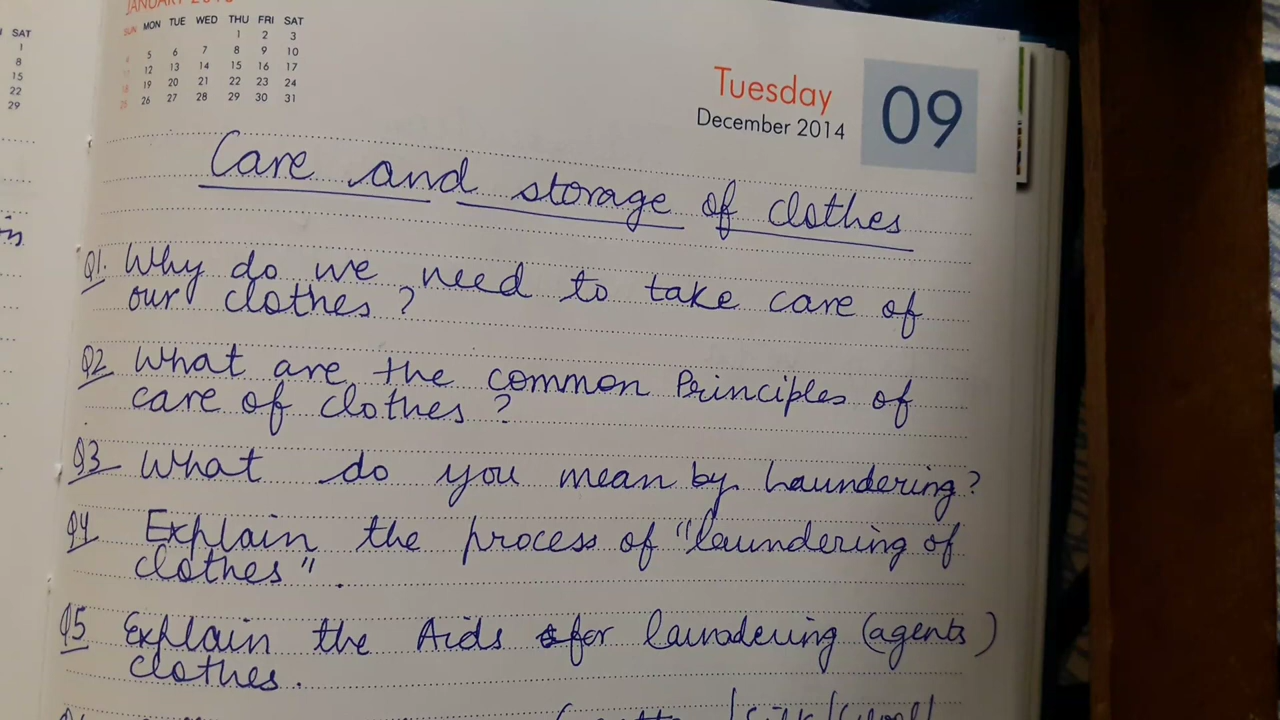 JANUARY
SUN MON TUE WED THU FRI SAT
1 2 3
4 5 6 7 8 9 10
11 12 13 14 15 16 17
18 19 20 21 22 23 24
25 26 27 28 29 30 31
SAT
1
8
15
22
29
Tuesday
December 2014
09
Care and storage of clothes
Q1. Why do we need to take care of
our clothes ?
Q2 What are the common Principles of
care of clothes ?
Q3 What do you mean by Laundering?
Q4 Explain the process of "laundering of
clothes".
Q5 Explain the Aids for laundering (agents)
clothes.